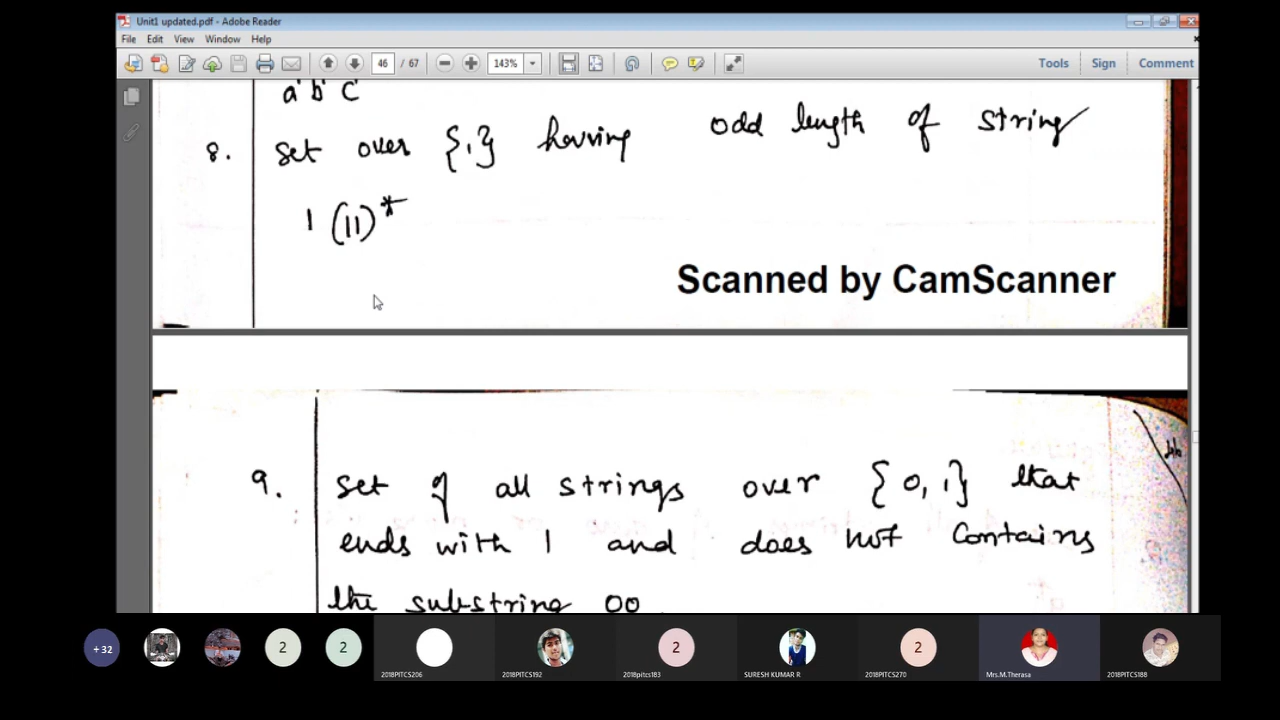 Unit1 updated.pdf - Adobe Reader
File Edit View Window Help
46 / 67 143% Tools Sign Comment
a' b' c'
8. set over {1} having odd length of string
1 (11)*
Scanned by CamScanner
9. set of all strings over {0,1} that
ends with 1 and does not contains
the substring 00
+32 2 2 2 2
2018PITCS206 2018PITCS192 2018pitcs183 SURESH KUMAR R 2018PITCS270 Mrs.M.Therasa 2018PITCS188